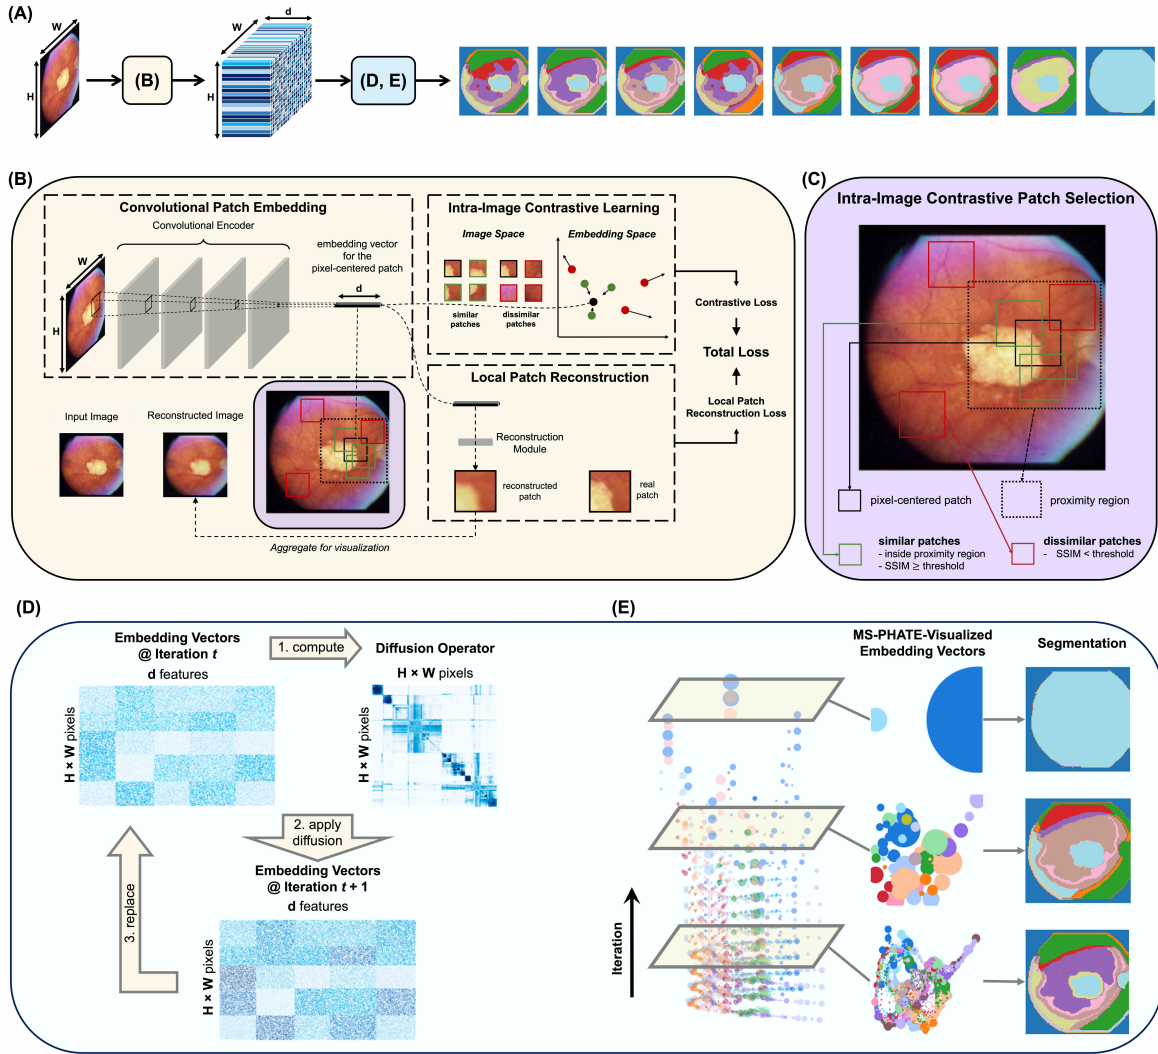 (A)
W
H
(B)
W
d
H
(D, E)
(B)
Convolutional Patch Embedding
Convolutional Encoder
W
H
embedding vector
for the
pixel-centered patch
d
Intra-Image Contrastive Learning
Image Space
Embedding Space
similar
patches
dissimilar
patches
Contrastive Loss
Total Loss
Local Patch
Reconstruction Loss
Local Patch Reconstruction
Reconstruction
Module
reconstructed
patch
real
patch
Input Image
Reconstructed Image
Aggregate for visualization
(C)
Intra-Image Contrastive Patch Selection
pixel-centered patch
proximity region
similar patches
- inside proximity region
- SSIM ≥ threshold
dissimilar patches
- SSIM < threshold
(D)
Embedding Vectors
@ Iteration t
d features
H × W pixels
1. compute
Diffusion Operator
H × W pixels
H × W pixels
2. apply
diffusion
Embedding Vectors
@ Iteration t + 1
d features
H × W pixels
3. replace
(E)
MS-PHATE-Visualized
Embedding Vectors
Segmentation
Iteration